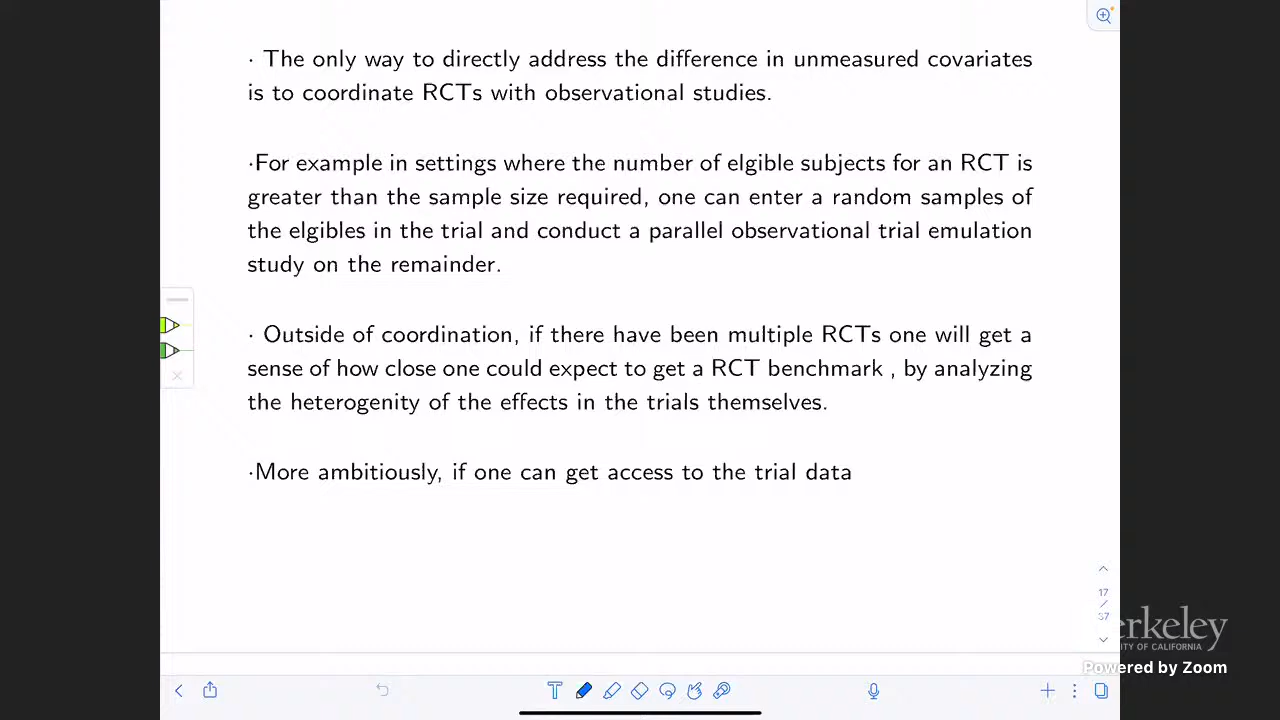 · The only way to directly address the difference in unmeasured covariates
is to coordinate RCTs with observational studies.
·For example in settings where the number of elgible subjects for an RCT is
greater than the sample size required, one can enter a random samples of
the elgibles in the trial and conduct a parallel observational trial emulation
study on the remainder.
· Outside of coordination, if there have been multiple RCTs one will get a
sense of how close one could expect to get a RCT benchmark , by analyzing
the heterogenity of the effects in the trials themselves.
·More ambitiously, if one can get access to the trial data
17
/
37
erkeley
ITY OF CALIFORNIA
Powered by Zoom